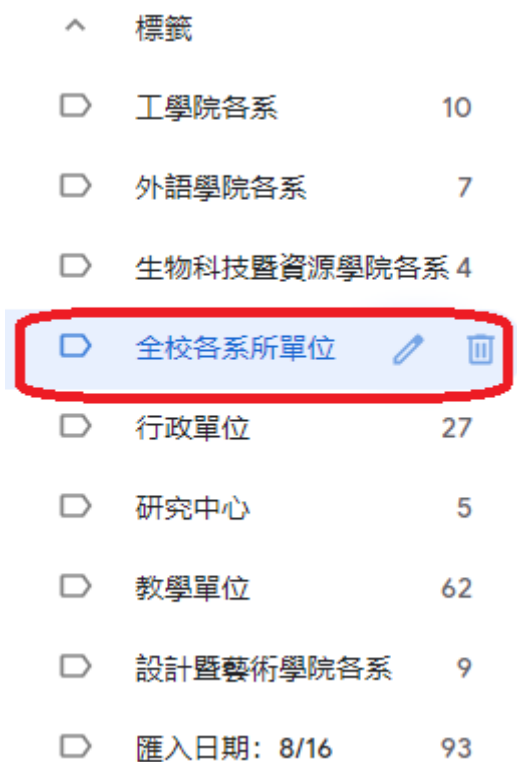 標籤
工學院各系 10
外語學院各系 7
生物科技暨資源學院各系 4
全校各系所單位
行政單位 27
研究中心 5
教學單位 62
設計暨藝術學院各系 9
匯入日期：8/16 93